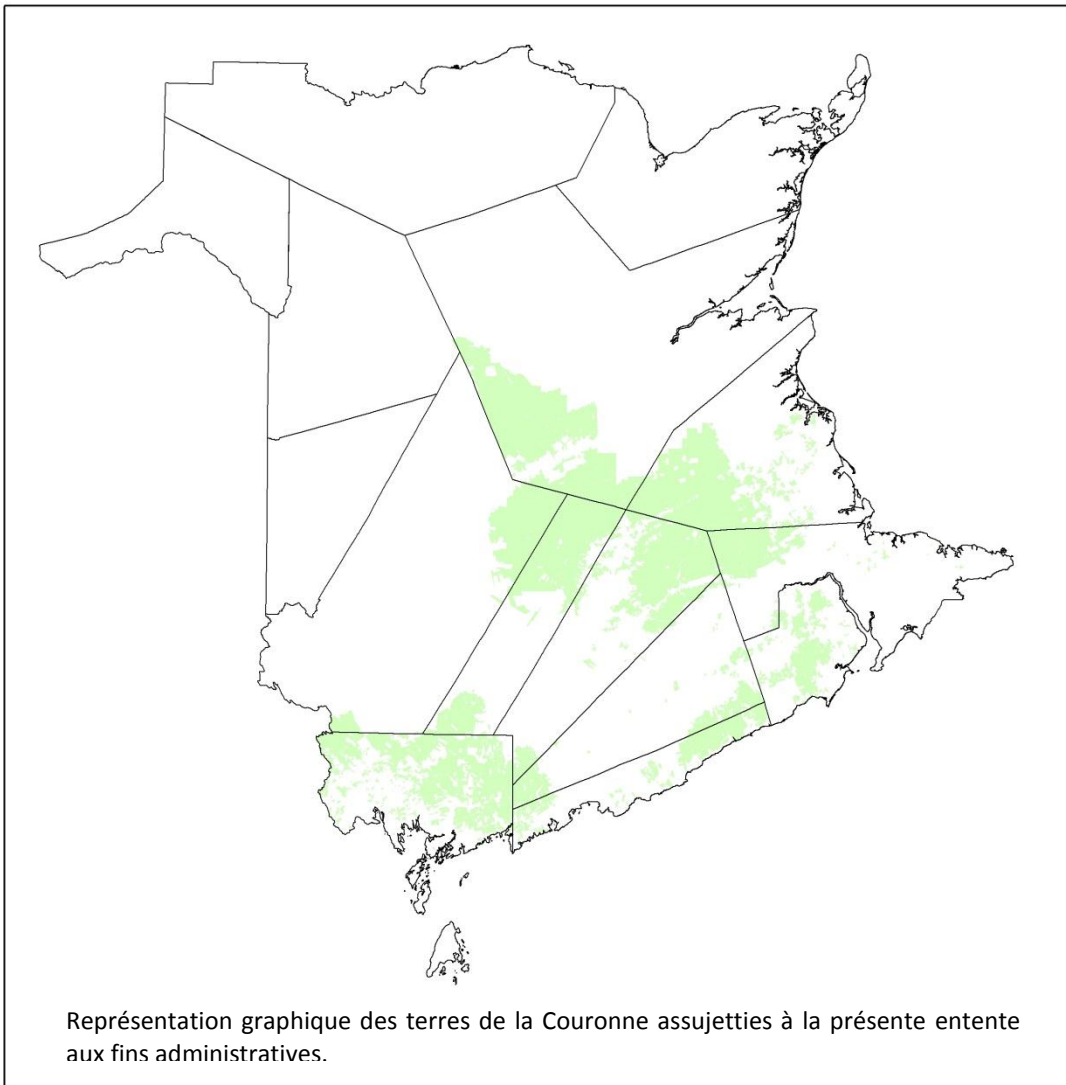 Représentation graphique des terres de la Couronne assujetties à la présente entente
aux fins administratives.